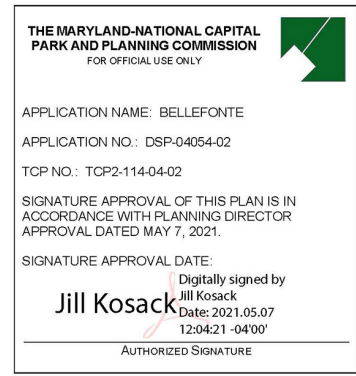 THE MARYLAND-NATIONAL CAPITAL
PARK AND PLANNING COMMISSION
FOR OFFICIAL USE ONLY
APPLICATION NAME: BELLEFONTE
APPLICATION NO.: DSP-04054-02
TCP NO.: TCP2-114-04-02
SIGNATURE APPROVAL OF THIS PLAN IS IN
ACCORDANCE WITH PLANNING DIRECTOR
APPROVAL DATED MAY 7, 2021.
SIGNATURE APPROVAL DATE:
Jill Kosack
Digitally signed by
Jill Kosack
Date: 2021.05.07
12:04:21 -04'00'
AUTHORIZED SIGNATURE